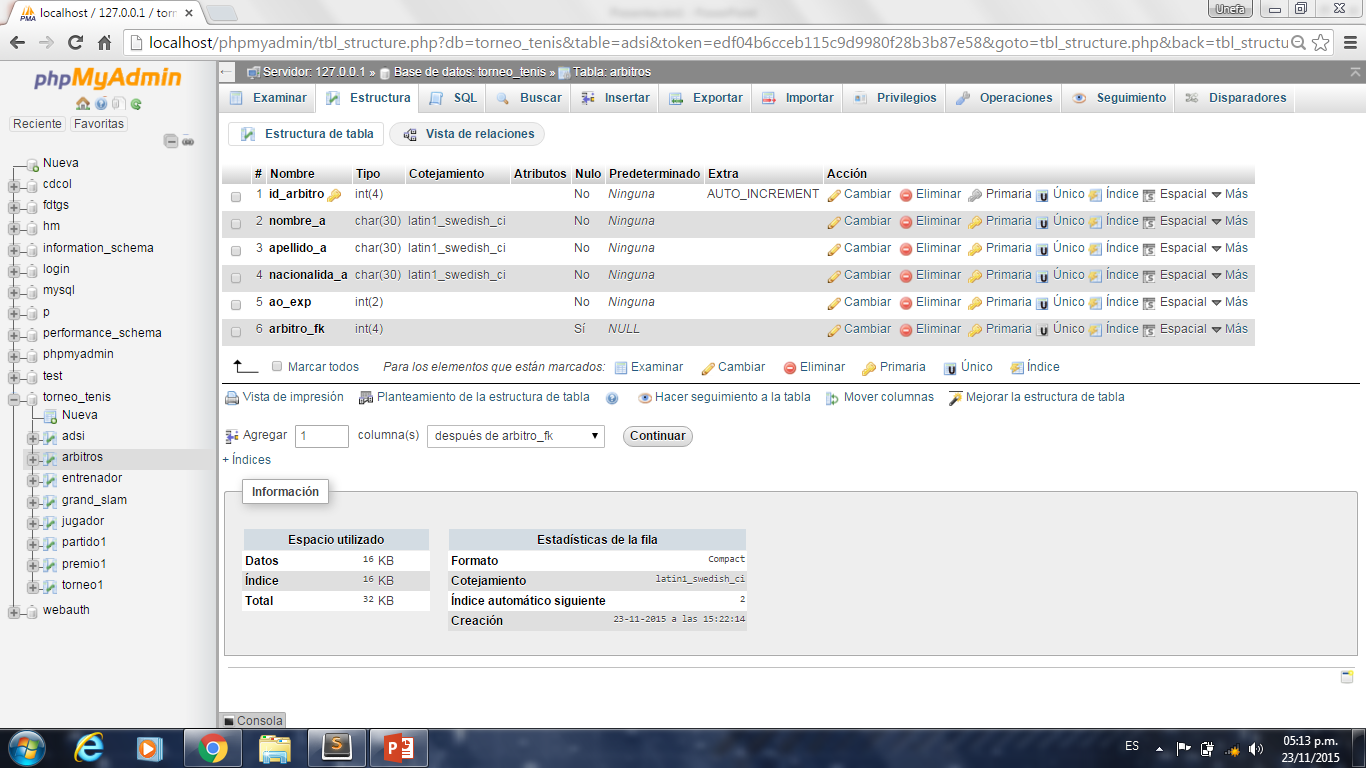 localhost / 127.0.0.1 / torn
Unefa
localhost/phpmyadmin/tbl_structure.php?db=torneo_tenis&table=adsi&token=edf04b6cceb115c9d9980f28b3b87e58&goto=tbl_structure.php&back=tbl_structu
phpMyAdmin
Reciente Favoritas
Nueva
cdcol
fdtgs
hm
information_schema
login
mysql
p
performance_schema
phpmyadmin
test
torneo_tenis
Nueva
adsi
arbitros
entrenador
grand_slam
jugador
partido1
premio1
torneo1
webauth
Servidor: 127.0.0.1 » Base de datos: torneo_tenis » Tabla: arbitros
Examinar Estructura SQL Buscar Insertar Exportar Importar Privilegios Operaciones Seguimiento Disparadores
Estructura de tabla Vista de relaciones
# Nombre Tipo Cotejamiento Atributos Nulo Predeterminado Extra Acción
1 id_arbitro int(4) No Ninguna AUTO_INCREMENT Cambiar Eliminar Primaria Único Índice Espacial Más
2 nombre_a char(30) latin1_swedish_ci No Ninguna Cambiar Eliminar Primaria Único Índice Espacial Más
3 apellido_a char(30) latin1_swedish_ci No Ninguna Cambiar Eliminar Primaria Único Índice Espacial Más
4 nacionalida_a char(30) latin1_swedish_ci No Ninguna Cambiar Eliminar Primaria Único Índice Espacial Más
5 ao_exp int(2) No Ninguna Cambiar Eliminar Primaria Único Índice Espacial Más
6 arbitro_fk int(4) Sí NULL Cambiar Eliminar Primaria Único Índice Espacial Más
Marcar todos Para los elementos que están marcados: Examinar Cambiar Eliminar Primaria Único Índice
Vista de impresión Planteamiento de la estructura de tabla Hacer seguimiento a la tabla Mover columnas Mejorar la estructura de tabla
Agregar 1 columna(s) después de arbitro_fk Continuar
+ Índices
Información
Espacio utilizado
Datos 16 KB
Índice 16 KB
Total 32 KB
Estadísticas de la fila
Formato Compact
Cotejamiento latin1_swedish_ci
Índice automático siguiente 2
Creación 23-11-2015 a las 15:22:14
Consola
ES
05:13 p.m.
23/11/2015